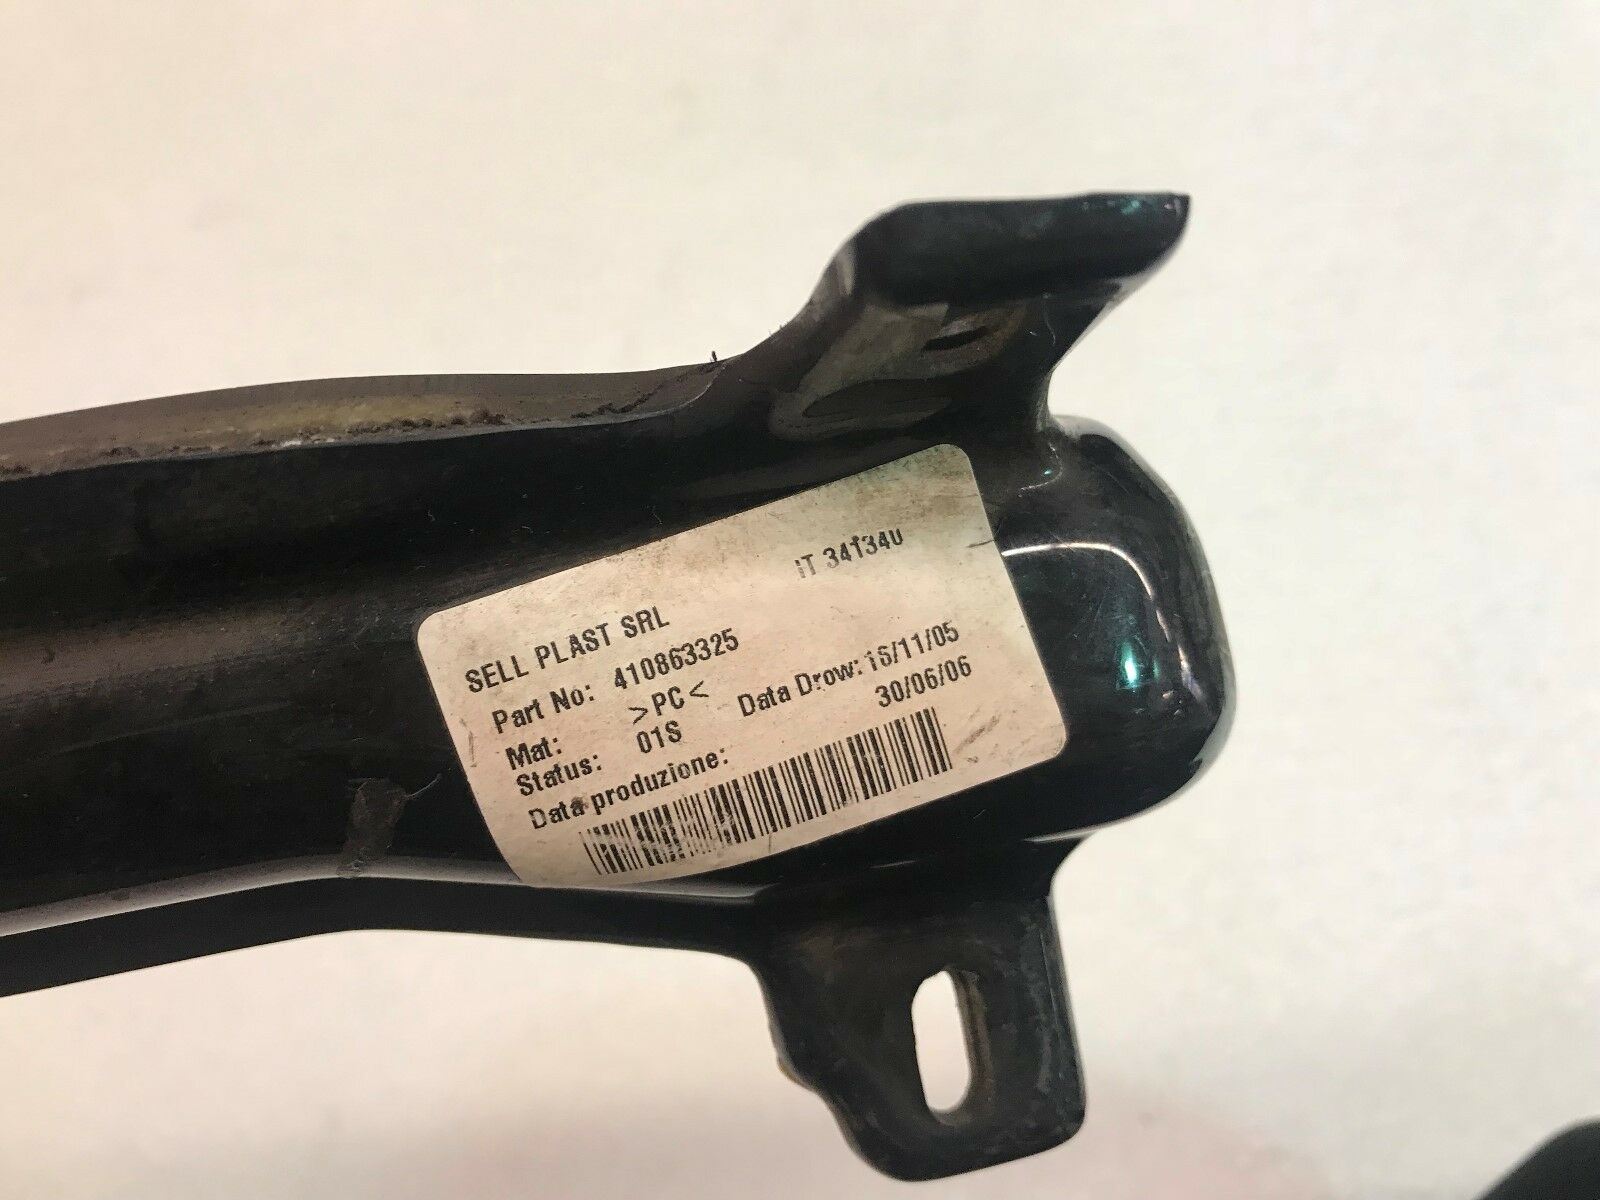 IT 34134U
SELL PLAST SRL
Part No: 410863325
Mat: >PC<
Status: 01S Data Drow: 16/11/05
Data produzione: 30/06/06